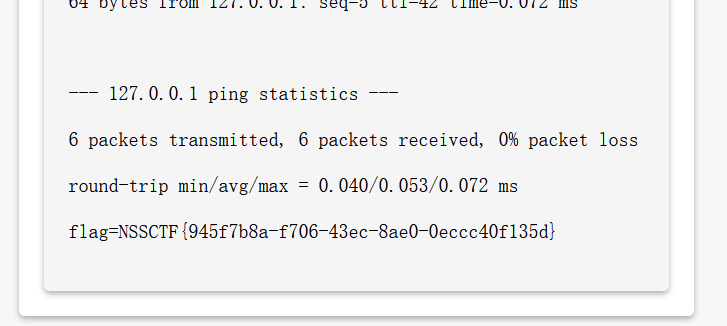 64 bytes from 127.0.0.1: seq=5 ttl=42 time=0.072 ms
--- 127.0.0.1 ping statistics ---
6 packets transmitted, 6 packets received, 0% packet loss
round-trip min/avg/max = 0.040/0.053/0.072 ms
flag=NSSCTF{945f7b8a-f706-43ec-8ae0-0eccc40f135d}